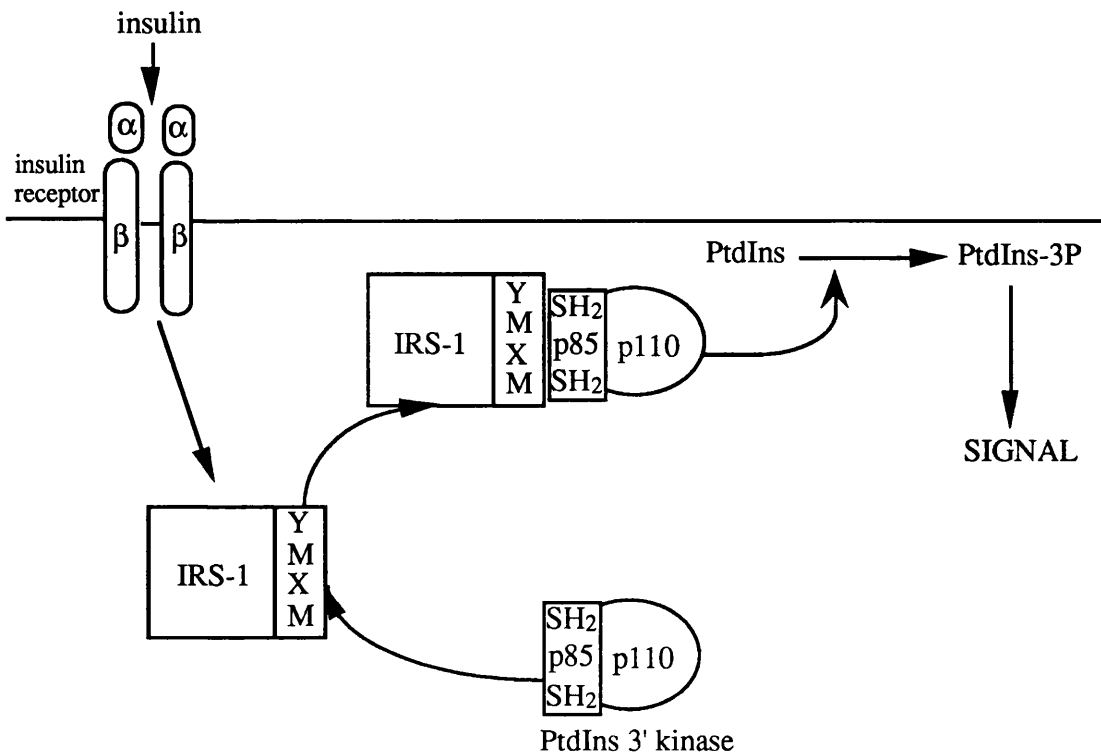 insulin
α α
insulin
receptor
β β
PtdIns
PtdIns-3P
IRS-1
Y
M
X
M
SH2
p85
SH2
p110
SIGNAL
IRS-1
Y
M
X
M
SH2
p85
SH2
p110
PtdIns 3' kinase